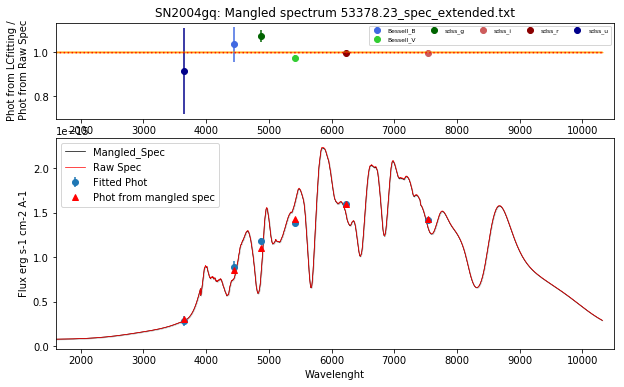 SN2004gq: Mangled spectrum 53378.23_spec_extended.txt
Phot from LCfitting /
Phot from Raw Spec
1.0
0.8
Bessell_B
Bessell_V
sdss_g
sdss_i
sdss_r
sdss_u
2000 3000 4000 5000 6000 7000 8000 9000 10000
1e−15
Mangled_Spec
Raw Spec
Fitted Phot
Phot from mangled spec
Flux erg s-1 cm-2 A-1
2.0
1.5
1.0
0.5
0.0
2000 3000 4000 5000 6000 7000 8000 9000 10000
Wavelenght